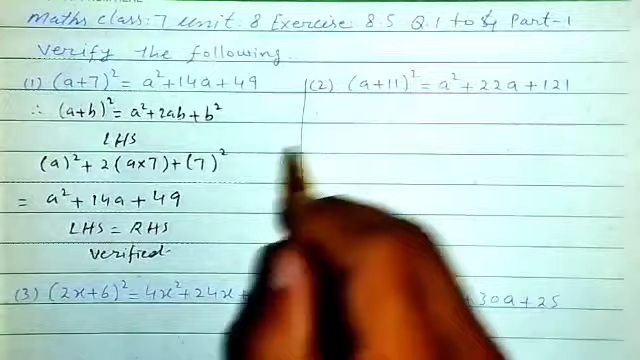 Maths class: 7 unit: 8 Exercise: 8.5 Q.1 to 4 Part-1
Verify the following.
(1) (a+7)² = a²+14a+49
∴ (a+b)² = a²+2ab+b²
LHS
(a)²+2(a×7)+(7)²
= a²+14a+49
LHS = RHS
Verified.
(2) (a+11)² = a²+22a+121
(3) (2x+6)² = 4x²+24x+
+30a+25